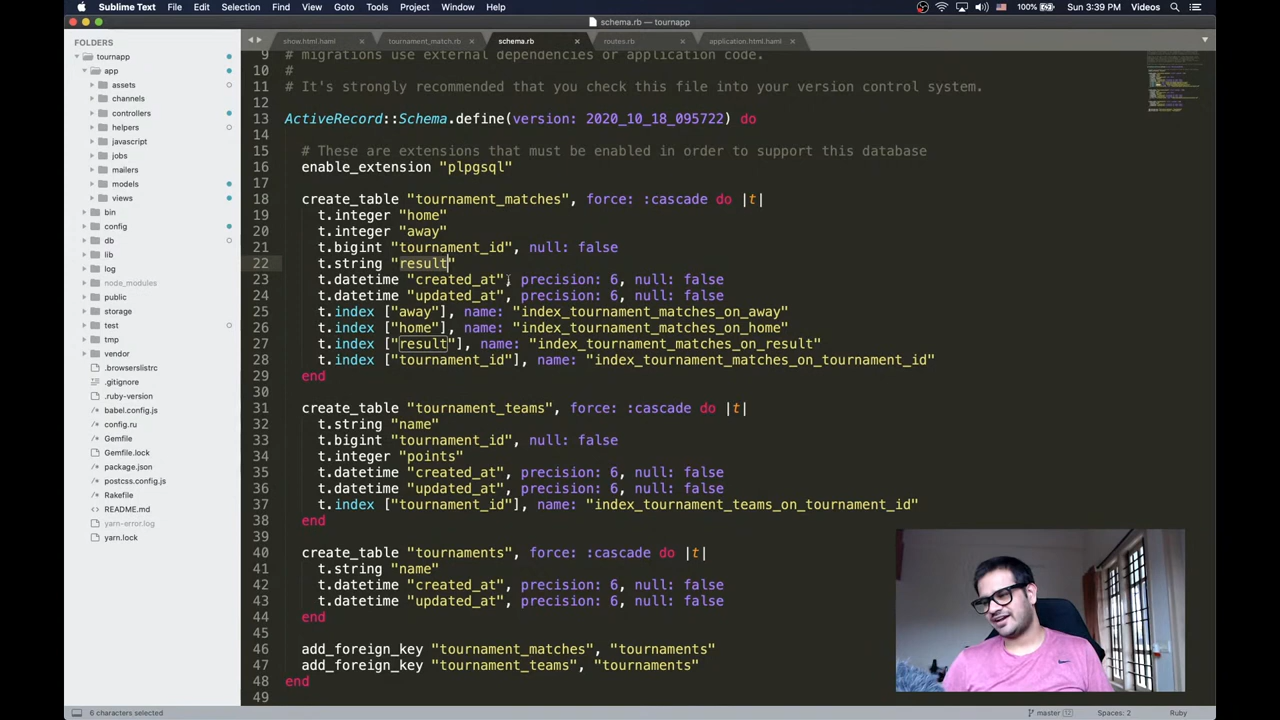 Sublime Text File Edit Selection Find View Goto Tools Project Window Help 100% Sun 3:39 PM Videos
schema.rb — tournapp
FOLDERS
tournapp
app
assets
channels
controllers
helpers
javascript
jobs
mailers
models
views
bin
config
db
lib
log
node_modules
public
storage
test
tmp
vendor
.browserslistrc
.gitignore
.ruby-version
babel.config.js
config.ru
Gemfile
Gemfile.lock
package.json
postcss.config.js
Rakefile
README.md
yarn-error.log
yarn.lock
show.html.haml tournament_match.rb schema.rb routes.rb application.html.haml
9 # migrations use external dependencies or application code.
10 #
11 # It's strongly recommended that you check this file into your version control system.
12
13 ActiveRecord::Schema.define(version: 2020_10_18_095722) do
14
15 # These are extensions that must be enabled in order to support this database
16 enable_extension "plpgsql"
17
18 create_table "tournament_matches", force: :cascade do |t|
19 t.integer "home"
20 t.integer "away"
21 t.bigint "tournament_id", null: false
22 t.string "result"
23 t.datetime "created_at", precision: 6, null: false
24 t.datetime "updated_at", precision: 6, null: false
25 t.index ["away"], name: "index_tournament_matches_on_away"
26 t.index ["home"], name: "index_tournament_matches_on_home"
27 t.index ["result"], name: "index_tournament_matches_on_result"
28 t.index ["tournament_id"], name: "index_tournament_matches_on_tournament_id"
29 end
30
31 create_table "tournament_teams", force: :cascade do |t|
32 t.string "name"
33 t.bigint "tournament_id", null: false
34 t.integer "points"
35 t.datetime "created_at", precision: 6, null: false
36 t.datetime "updated_at", precision: 6, null: false
37 t.index ["tournament_id"], name: "index_tournament_teams_on_tournament_id"
38 end
39
40 create_table "tournaments", force: :cascade do |t|
41 t.string "name"
42 t.datetime "created_at", precision: 6, null: false
43 t.datetime "updated_at", precision: 6, null: false
44 end
45
46 add_foreign_key "tournament_matches", "tournaments"
47 add_foreign_key "tournament_teams", "tournaments"
48 end
49
6 characters selected master 12 Spaces: 2 Ruby